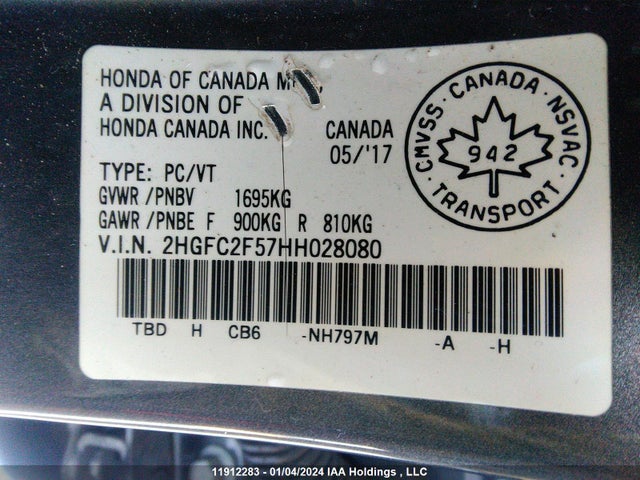 HONDA OF CANADA
A DIVISION OF
HONDA CANADA INC.
CANADA
05/'17
CMVSS · CANADA · NSVAC
942
TRANSPORT
TYPE: PC/VT
GVWR /PNBV 1695KG
GAWR /PNBE F 900KG R 810KG
V.I.N. 2HGFC2F57HH028080
TBD H CB6 -NH797M -A -H
11912283 - 01/04/2024 IAA Holdings , LLC